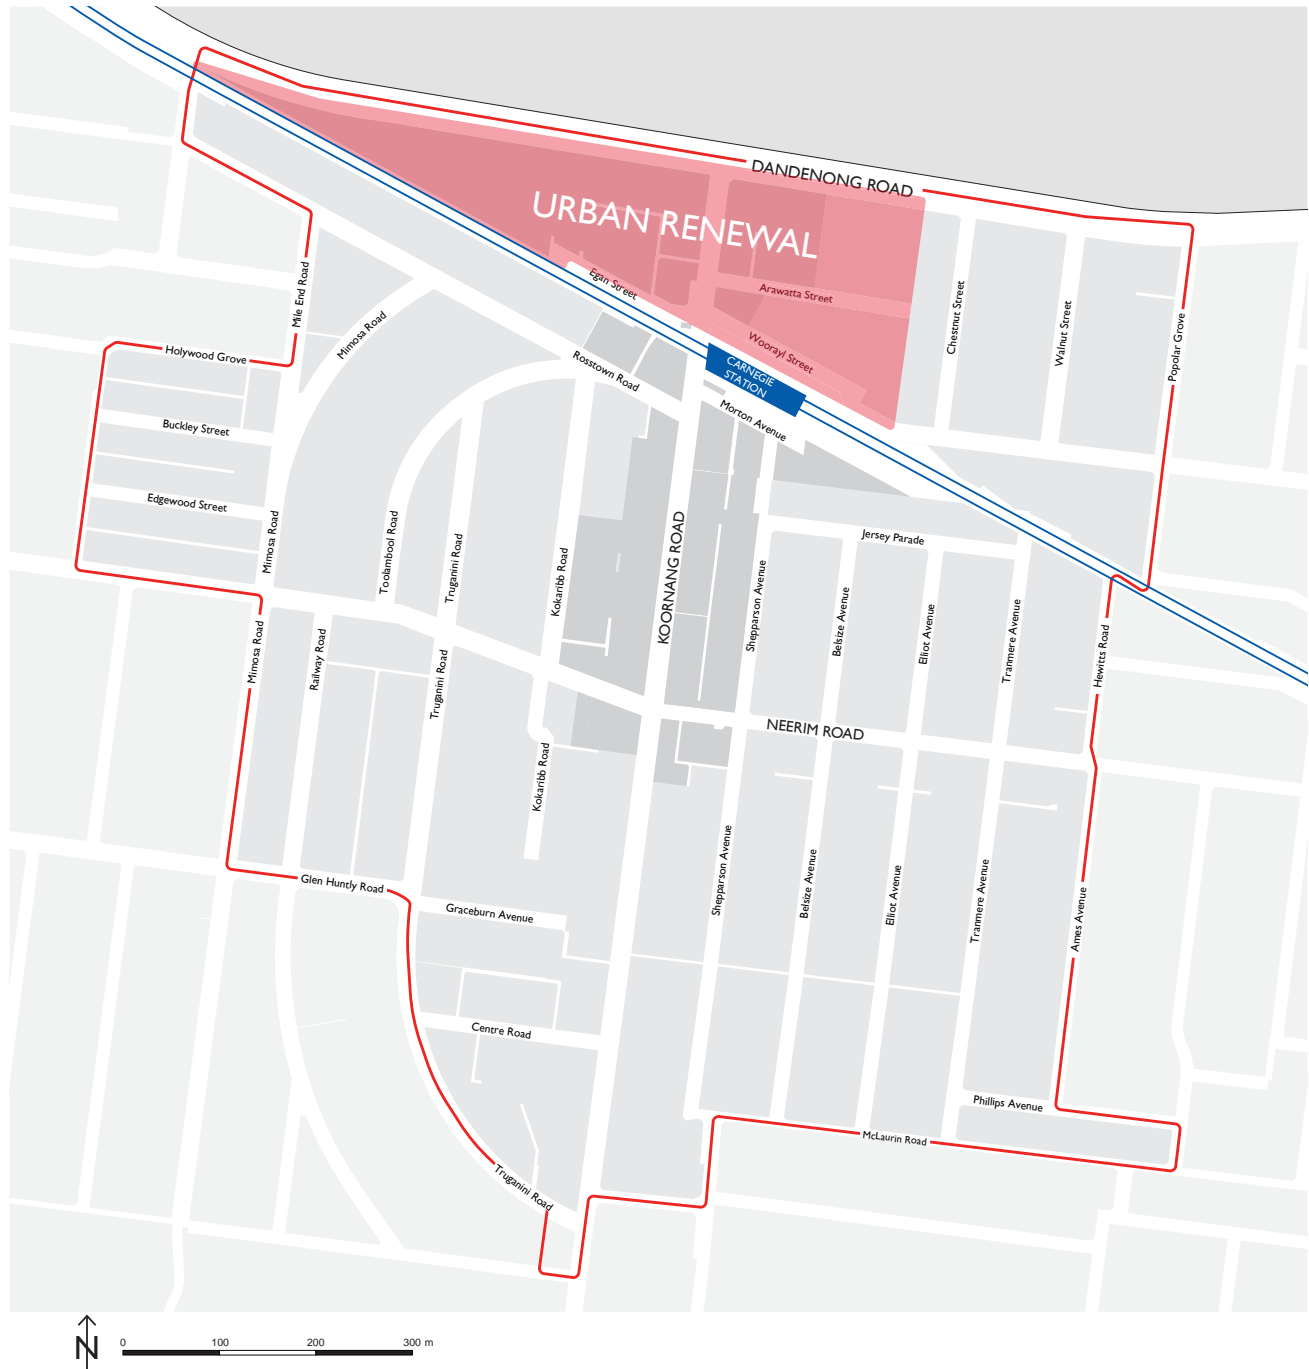 DANDENONG ROAD
URBAN RENEWAL
Egan Street
Arawatta Street
Woorayl Street
Chestnut Street
Walnut Street
Popolar Grove
Mile End Road
Mimosa Road
Holywood Grove
Rosstown Road
CARNEGIE
STATION
Morton Avenue
Buckley Street
Edgewood Street
Mimosa Road
Toolambool Road
Truganini Road
Kokaribb Road
KOORNANG ROAD
Sheppparson Avenue
Jersey Parade
Belsize Avenue
Elliot Avenue
Tranmere Avenue
Hewitts Road
Mimosa Road
Railway Road
Truganini Road
Kokaribb Road
NEERIM ROAD
Glen Huntly Road
Graceburn Avenue
Shepparson Avenue
Belsize Avenue
Elliot Avenue
Tranmere Avenue
Ames Avenue
Centre Road
Phillips Avenue
McLaurin Road
Truganini Road
N
0 100 200 300 m